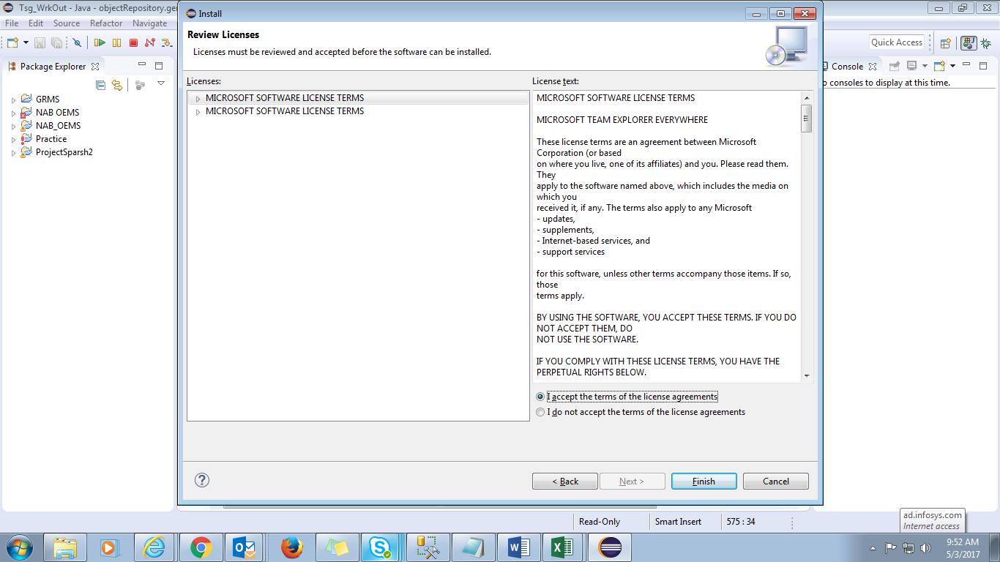 Tsg_WrkOut - Java - objectRepository.ge
File Edit Source Refactor Navigate
Quick Access
Package Explorer
GRMS
NAB OEMS
NAB_OEMS
Practice
ProjectSparsh2
Install
Review Licenses
Licenses must be reviewed and accepted before the software can be installed.
Licenses:
MICROSOFT SOFTWARE LICENSE TERMS
MICROSOFT SOFTWARE LICENSE TERMS
License text:
MICROSOFT SOFTWARE LICENSE TERMS
MICROSOFT TEAM EXPLORER EVERYWHERE
These license terms are an agreement between Microsoft
Corporation (or based
on where you live, one of its affiliates) and you. Please read them.
They
apply to the software named above, which includes the media on
which you
received it, if any. The terms also apply to any Microsoft
- updates,
- supplements,
- Internet-based services, and
- support services
for this software, unless other terms accompany those items. If so,
those
terms apply.
BY USING THE SOFTWARE, YOU ACCEPT THESE TERMS. IF YOU DO
NOT ACCEPT THEM, DO
NOT USE THE SOFTWARE.
IF YOU COMPLY WITH THESE LICENSE TERMS, YOU HAVE THE
PERPETUAL RIGHTS BELOW.
I accept the terms of the license agreements
I do not accept the terms of the license agreements
< Back Next > Finish Cancel
Console
o consoles to display at this time.
Read-Only Smart Insert 575 : 34
ad.infosys.com
Internet access
9:52 AM
5/3/2017